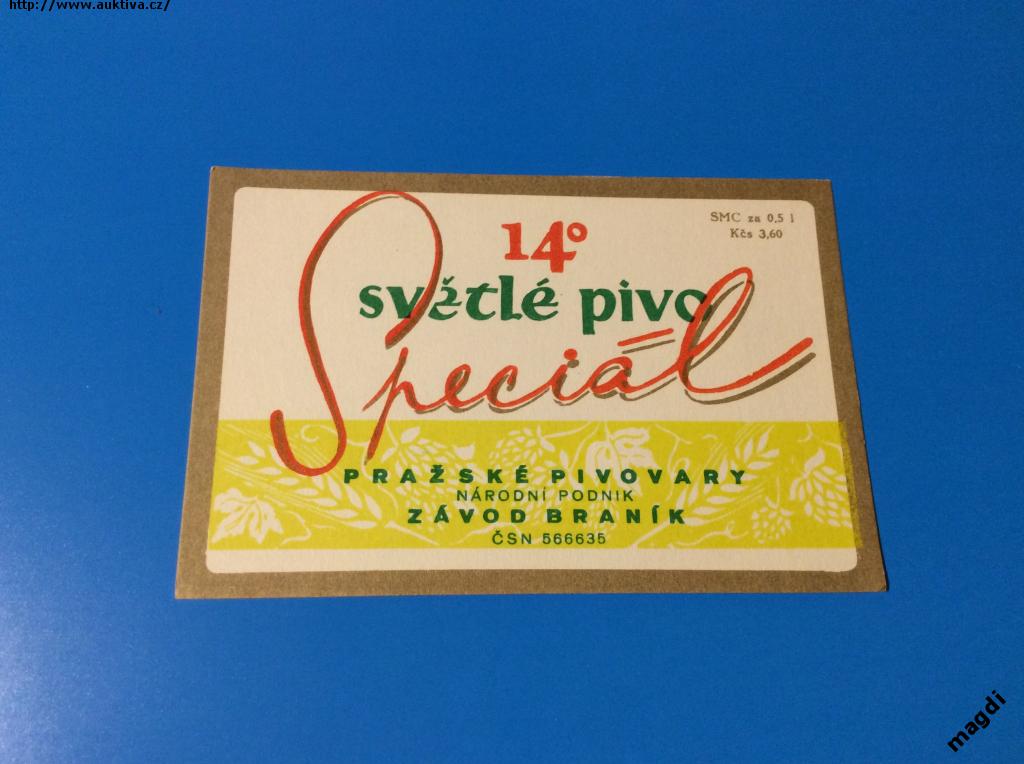 http://www.auktiva.cz/
SMC za 0,5 l
Kčs 3,60
14°
světlé pivo
Speciál
PRAŽSKÉ PIVOVARY
NÁRODNÍ PODNIK
ZÁVOD BRANÍK
ČSN 566635
magdi